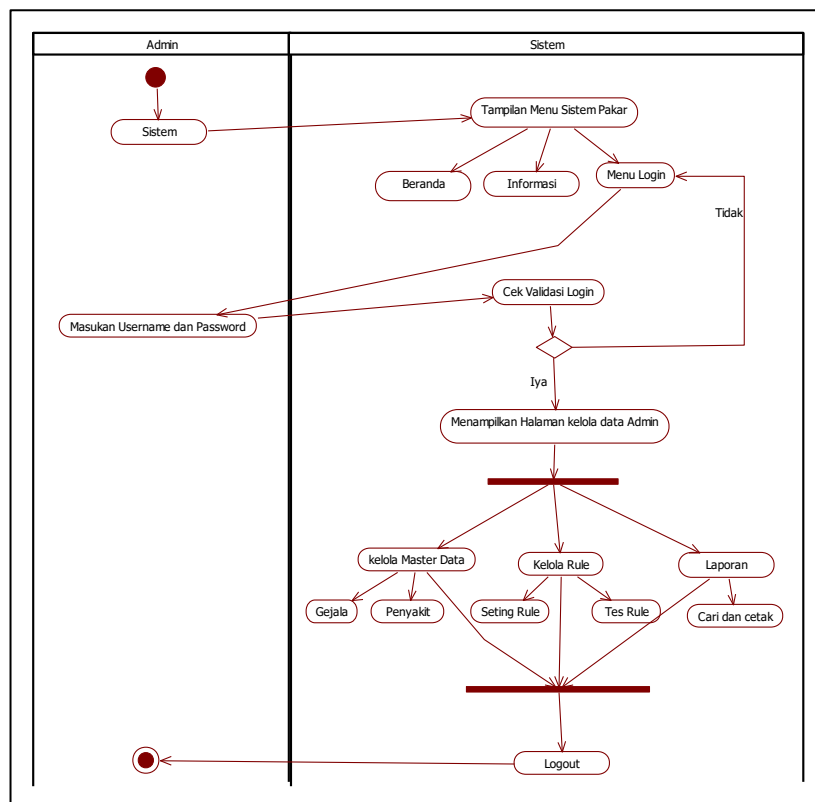 Admin
Sistem
Tampilan Menu Sistem Pakar
Sistem
Beranda
Informasi
Menu Login
Tidak
Cek Validasi Login
Masukan Username dan Password
Iya
Menampilkan Halaman kelola data Admin
kelola Master Data
Kelola Rule
Laporan
Gejala
Penyakit
Seting Rule
Tes Rule
Cari dan cetak
Logout